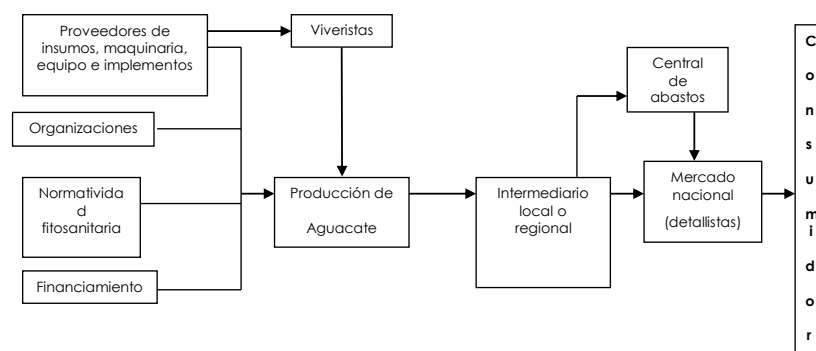 Proveedores de
insumos, maquinaria,
equipo e implementos
Viveristas
Organizaciones
Normativida
d
fitosanitaria
Financiamiento
Producción de
Aguacate
Intermediario
local o
regional
Central
de
abastos
Mercado
nacional
(detallistas)
C
o
n
s
u
m
i
d
o
r